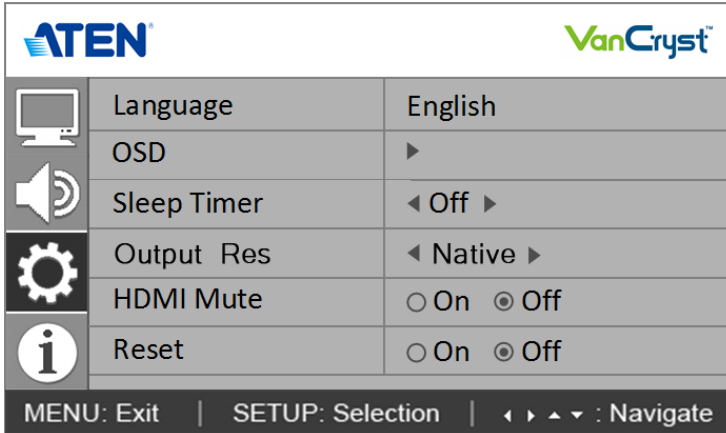 ATEN VanCryst™
Language English
OSD
Sleep Timer Off
Output Res Native
HDMI Mute On Off
Reset On Off
MENU: Exit | SETUP: Selection | : Navigate